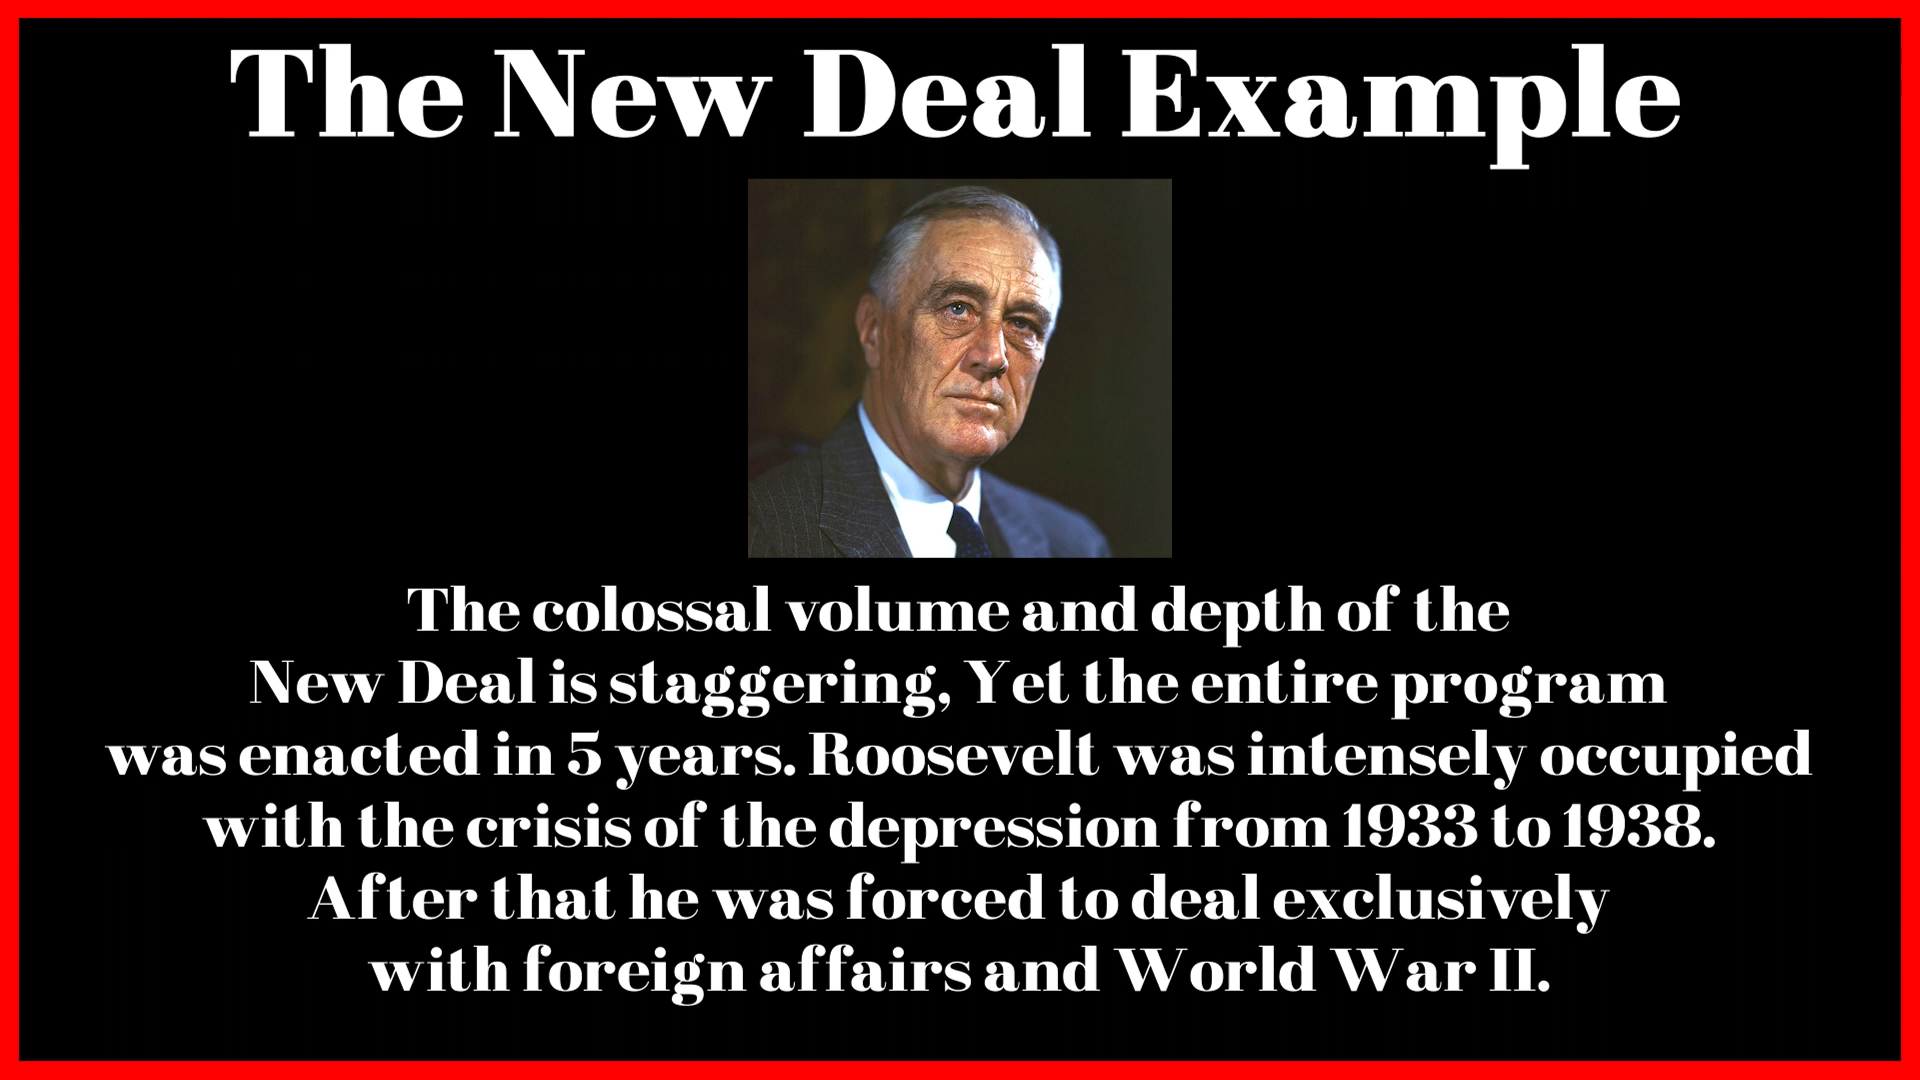 The New Deal Example
The colossal volume and depth of the
New Deal is staggering, Yet the entire program
was enacted in 5 years. Roosevelt was intensely occupied
with the crisis of the depression from 1933 to 1938.
After that he was forced to deal exclusively
with foreign affairs and World War II.